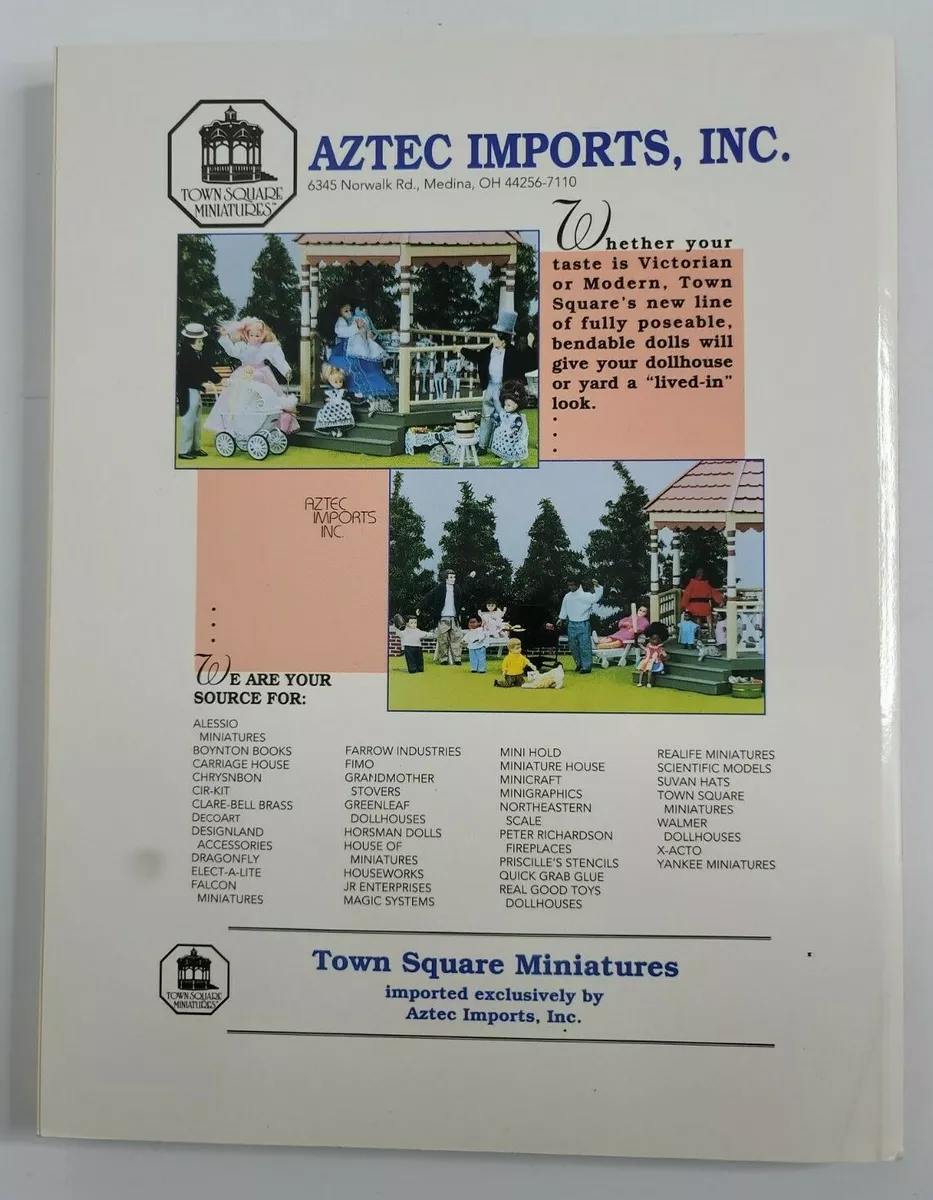 TOWN SQUARE
MINIATURES™
AZTEC IMPORTS, INC.
6345 Norwalk Rd., Medina, OH 44256-7110
Whether your
taste is Victorian
or Modern, Town
Square's new line
of fully poseable,
bendable dolls will
give your dollhouse
or yard a "lived-in"
look.
AZTEC
IMPORTS
INC.
WE ARE YOUR
SOURCE FOR:
ALESSIO
MINIATURES
BOYNTON BOOKS
CARRIAGE HOUSE
CHRYSNBON
CIR-KIT
CLARE-BELL BRASS
DECOART
DESIGNLAND
ACCESSORIES
DRAGONFLY
ELECT-A-LITE
FALCON
MINIATURES
FARROW INDUSTRIES
FIMO
GRANDMOTHER
STOVERS
GREENLEAF
DOLLHOUSES
HORSMAN DOLLS
HOUSE OF
MINIATURES
HOUSEWORKS
JR ENTERPRISES
MAGIC SYSTEMS
MINI HOLD
MINIATURE HOUSE
MINICRAFT
MINIGRAPHICS
NORTHEASTERN
SCALE
PETER RICHARDSON
FIREPLACES
PRISCILLE'S STENCILS
QUICK GRAB GLUE
REAL GOOD TOYS
DOLLHOUSES
REALIFE MINIATURES
SCIENTIFIC MODELS
SUVAN HATS
TOWN SQUARE
MINIATURES
WALMER
DOLLHOUSES
X-ACTO
YANKEE MINIATURES
TOWN SQUARE
MINIATURES™
Town Square Miniatures
imported exclusively by
Aztec Imports, Inc.